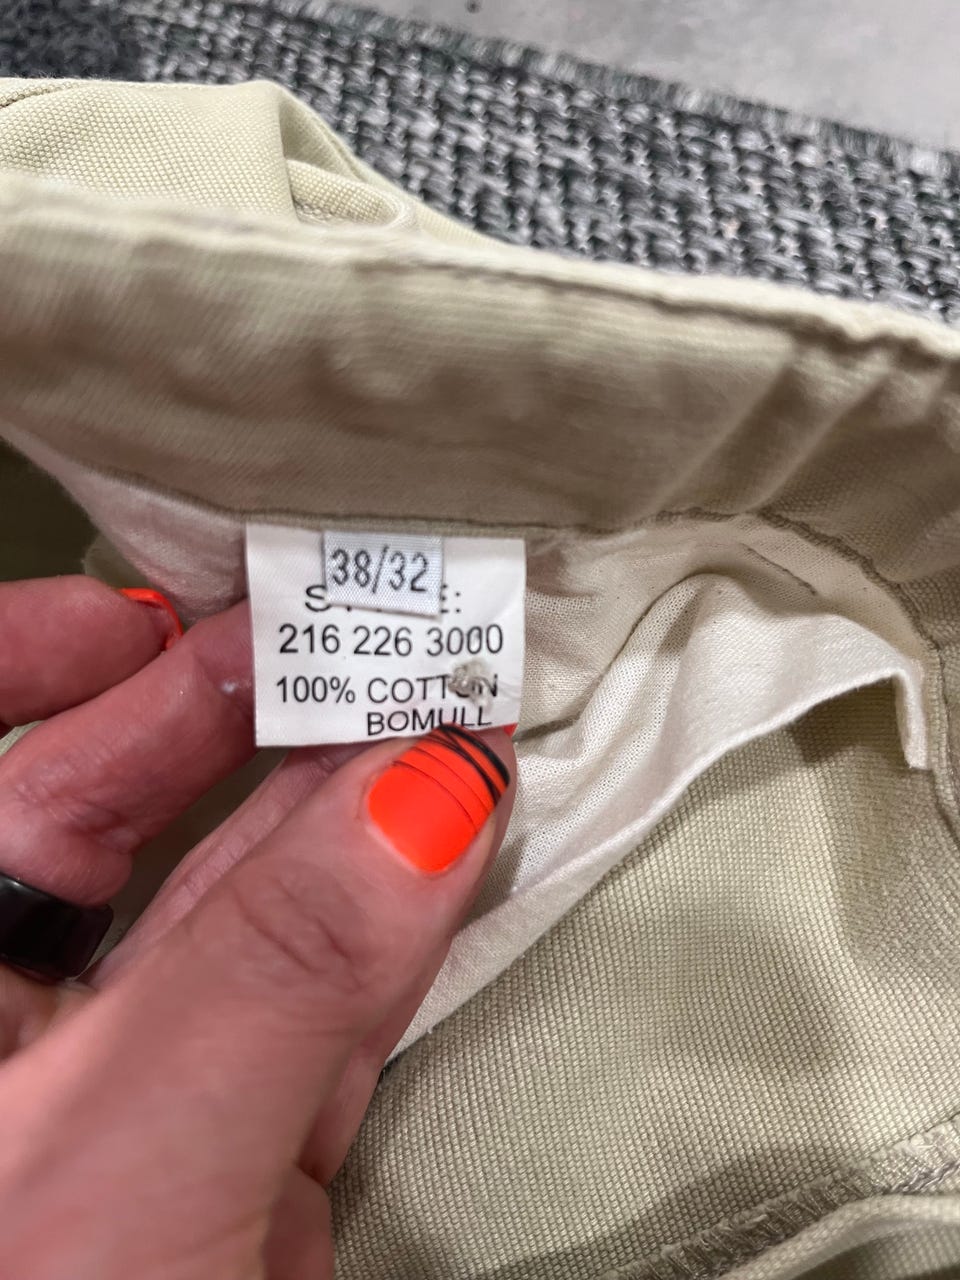 38/32
216 226 3000
100% COTTON
BOMULL